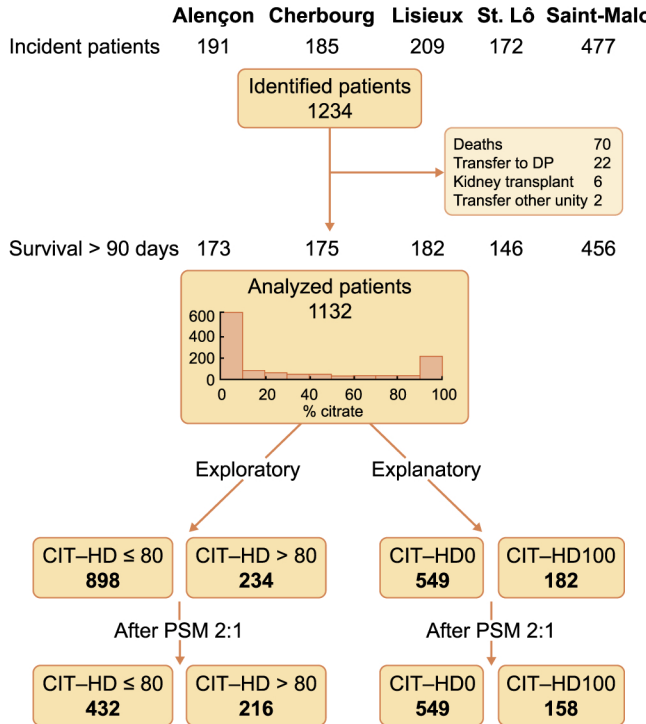 Alençon Cherbourg Lisieux St. Lô Saint-Malo
Incident patients 191 185 209 172 477
Identified patients
1234
Deaths 70
Transfer to DP 22
Kidney transplant 6
Transfer other unity 2
Survival > 90 days 173 175 182 146 456
Analyzed patients
1132
600
400
200
0
0 20 40 60 80 100
% citrate
Exploratory Explanatory
CIT–HD ≤ 80 CIT–HD > 80 CIT–HD0 CIT–HD100
898 234 549 182
After PSM 2:1 After PSM 2:1
CIT–HD ≤ 80 CIT–HD > 80 CIT–HD0 CIT–HD100
432 216 549 158